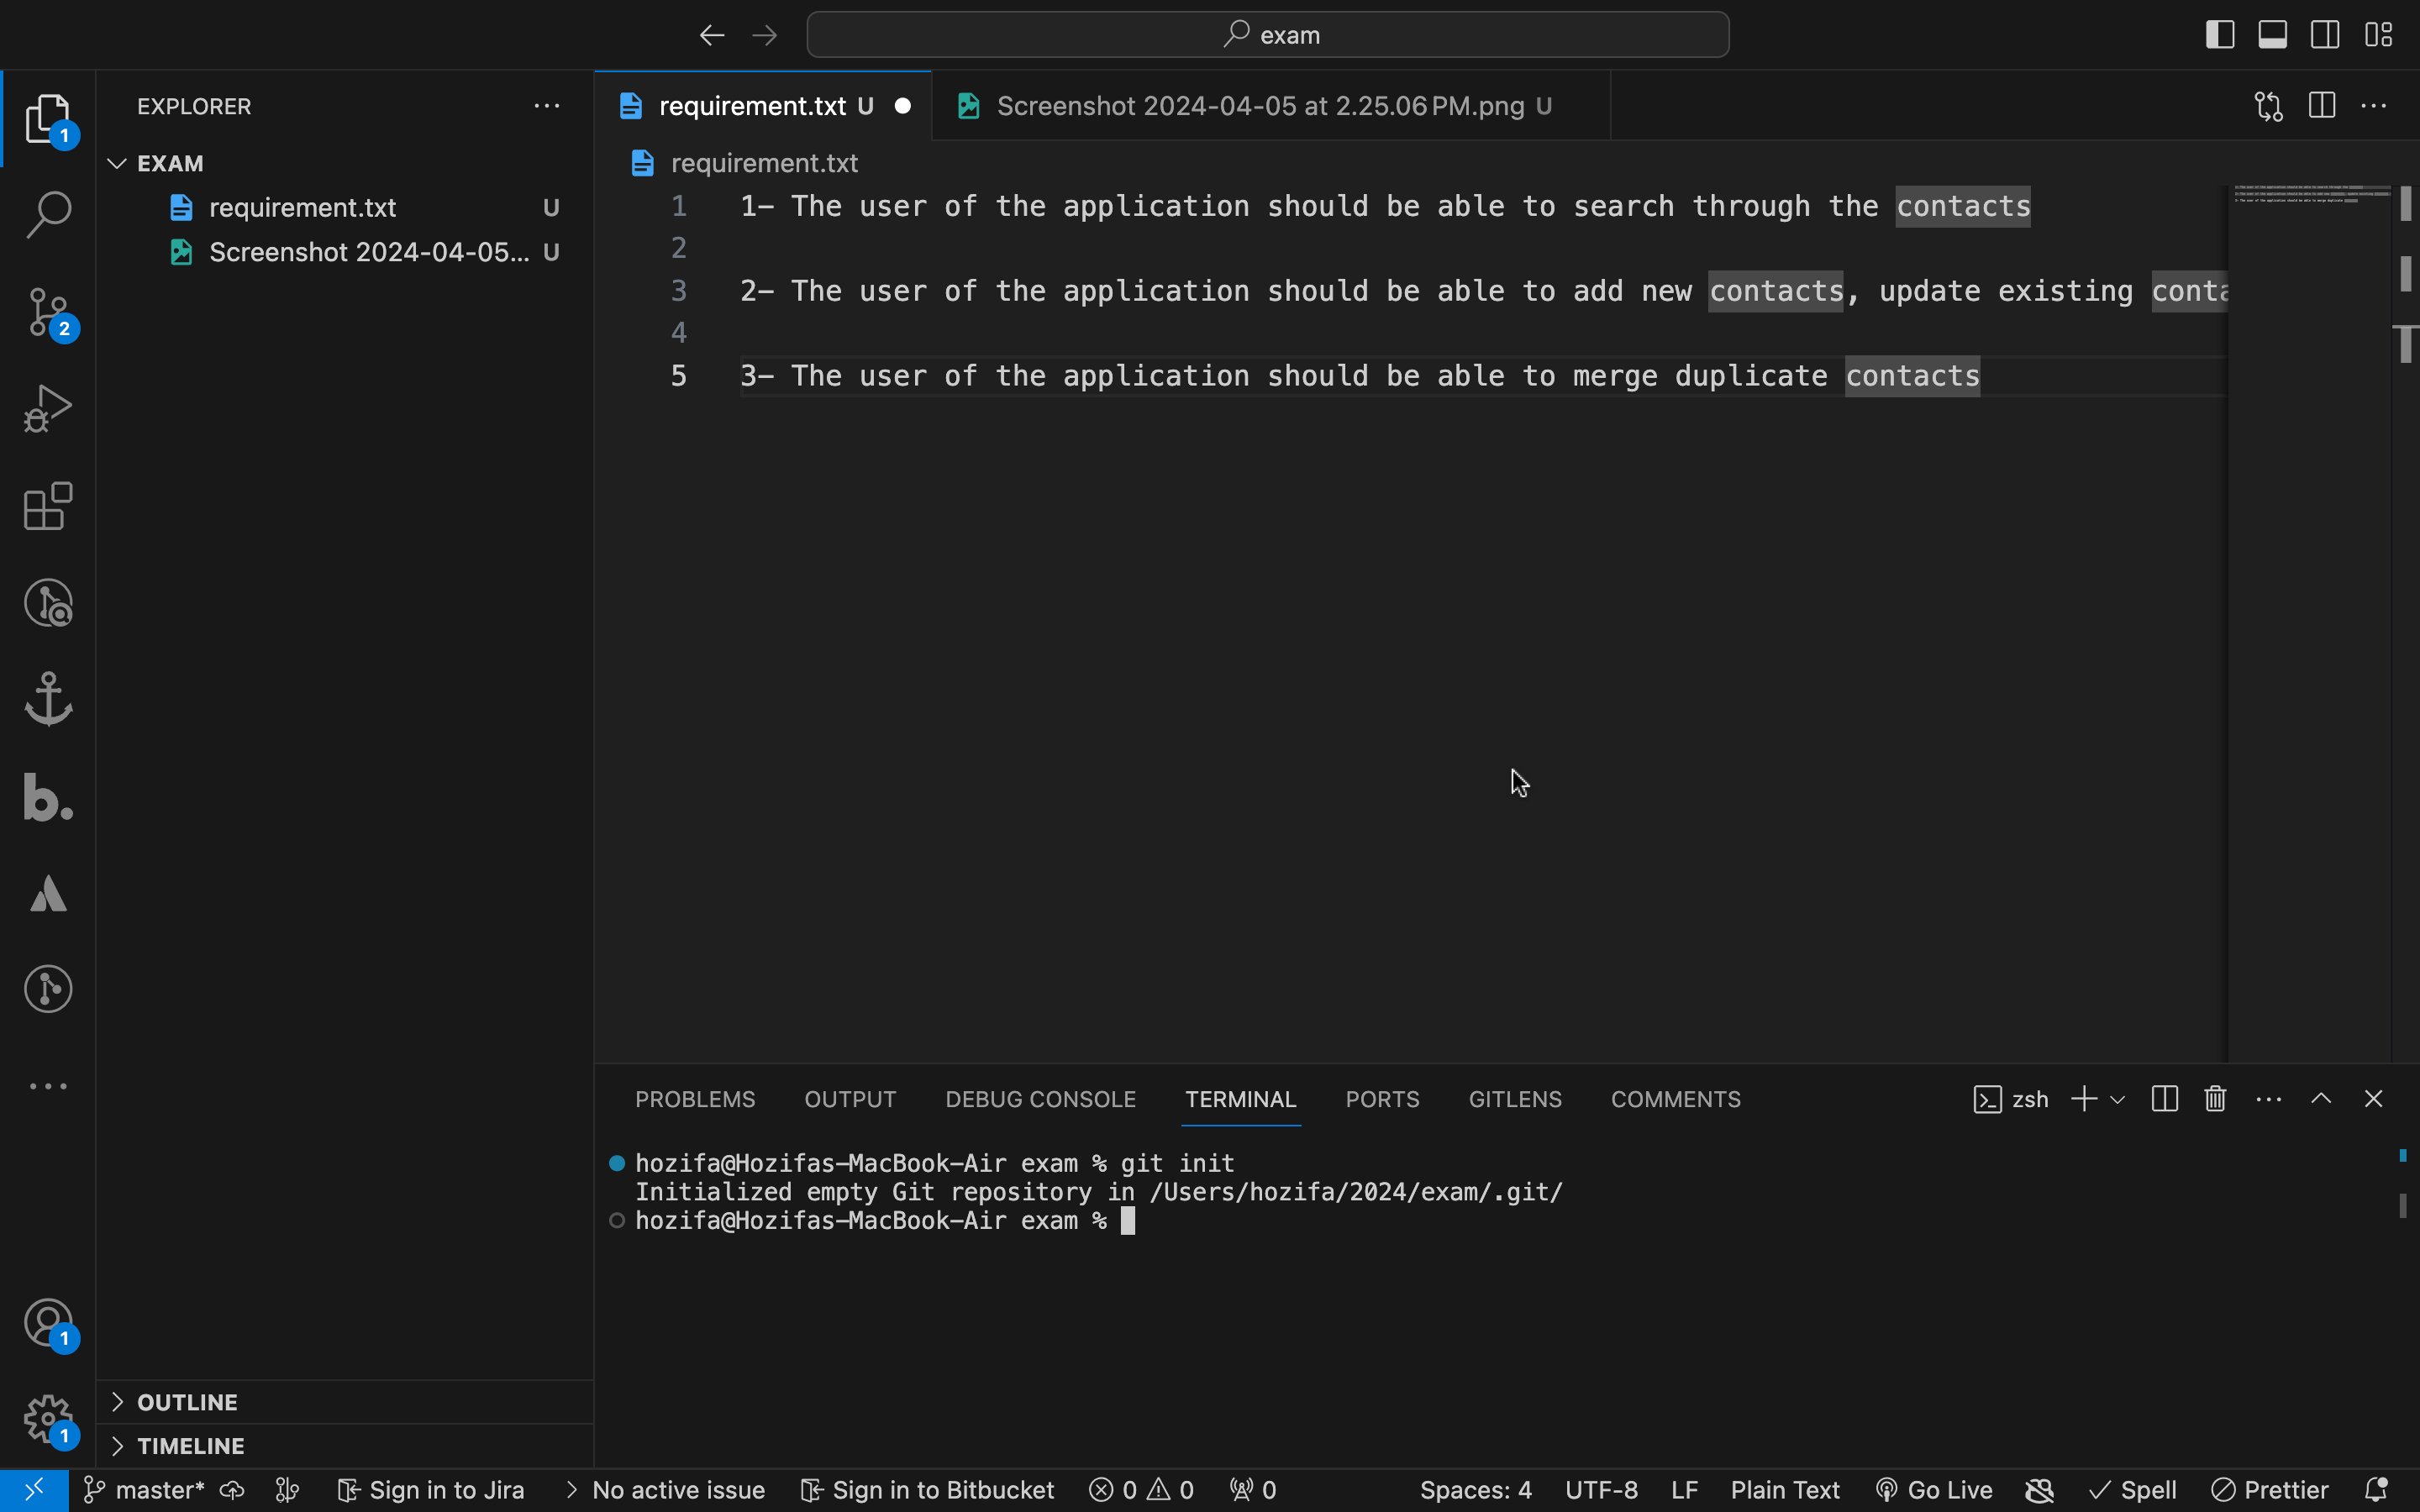 exam
EXPLORER
requirement.txt U
Screenshot 2024-04-05 at 2.25.06 PM.png U
1
EXAM
requirement.txt U
Screenshot 2024-04-05... U
2
requirement.txt
1 1- The user of the application should be able to search through the contacts
2
3 2- The user of the application should be able to add new contacts, update existing conta
4
5 3- The user of the application should be able to merge duplicate contacts
b.
PROBLEMS OUTPUT DEBUG CONSOLE TERMINAL PORTS GITLENS COMMENTS zsh
hozifa@Hozifas-MacBook-Air exam % git init
Initialized empty Git repository in /Users/hozifa/2024/exam/.git/
hozifa@Hozifas-MacBook-Air exam %
1
1
OUTLINE
TIMELINE
master* Sign in to Jira No active issue Sign in to Bitbucket 0 0 0 Spaces: 4 UTF-8 LF Plain Text Go Live Spell Prettier